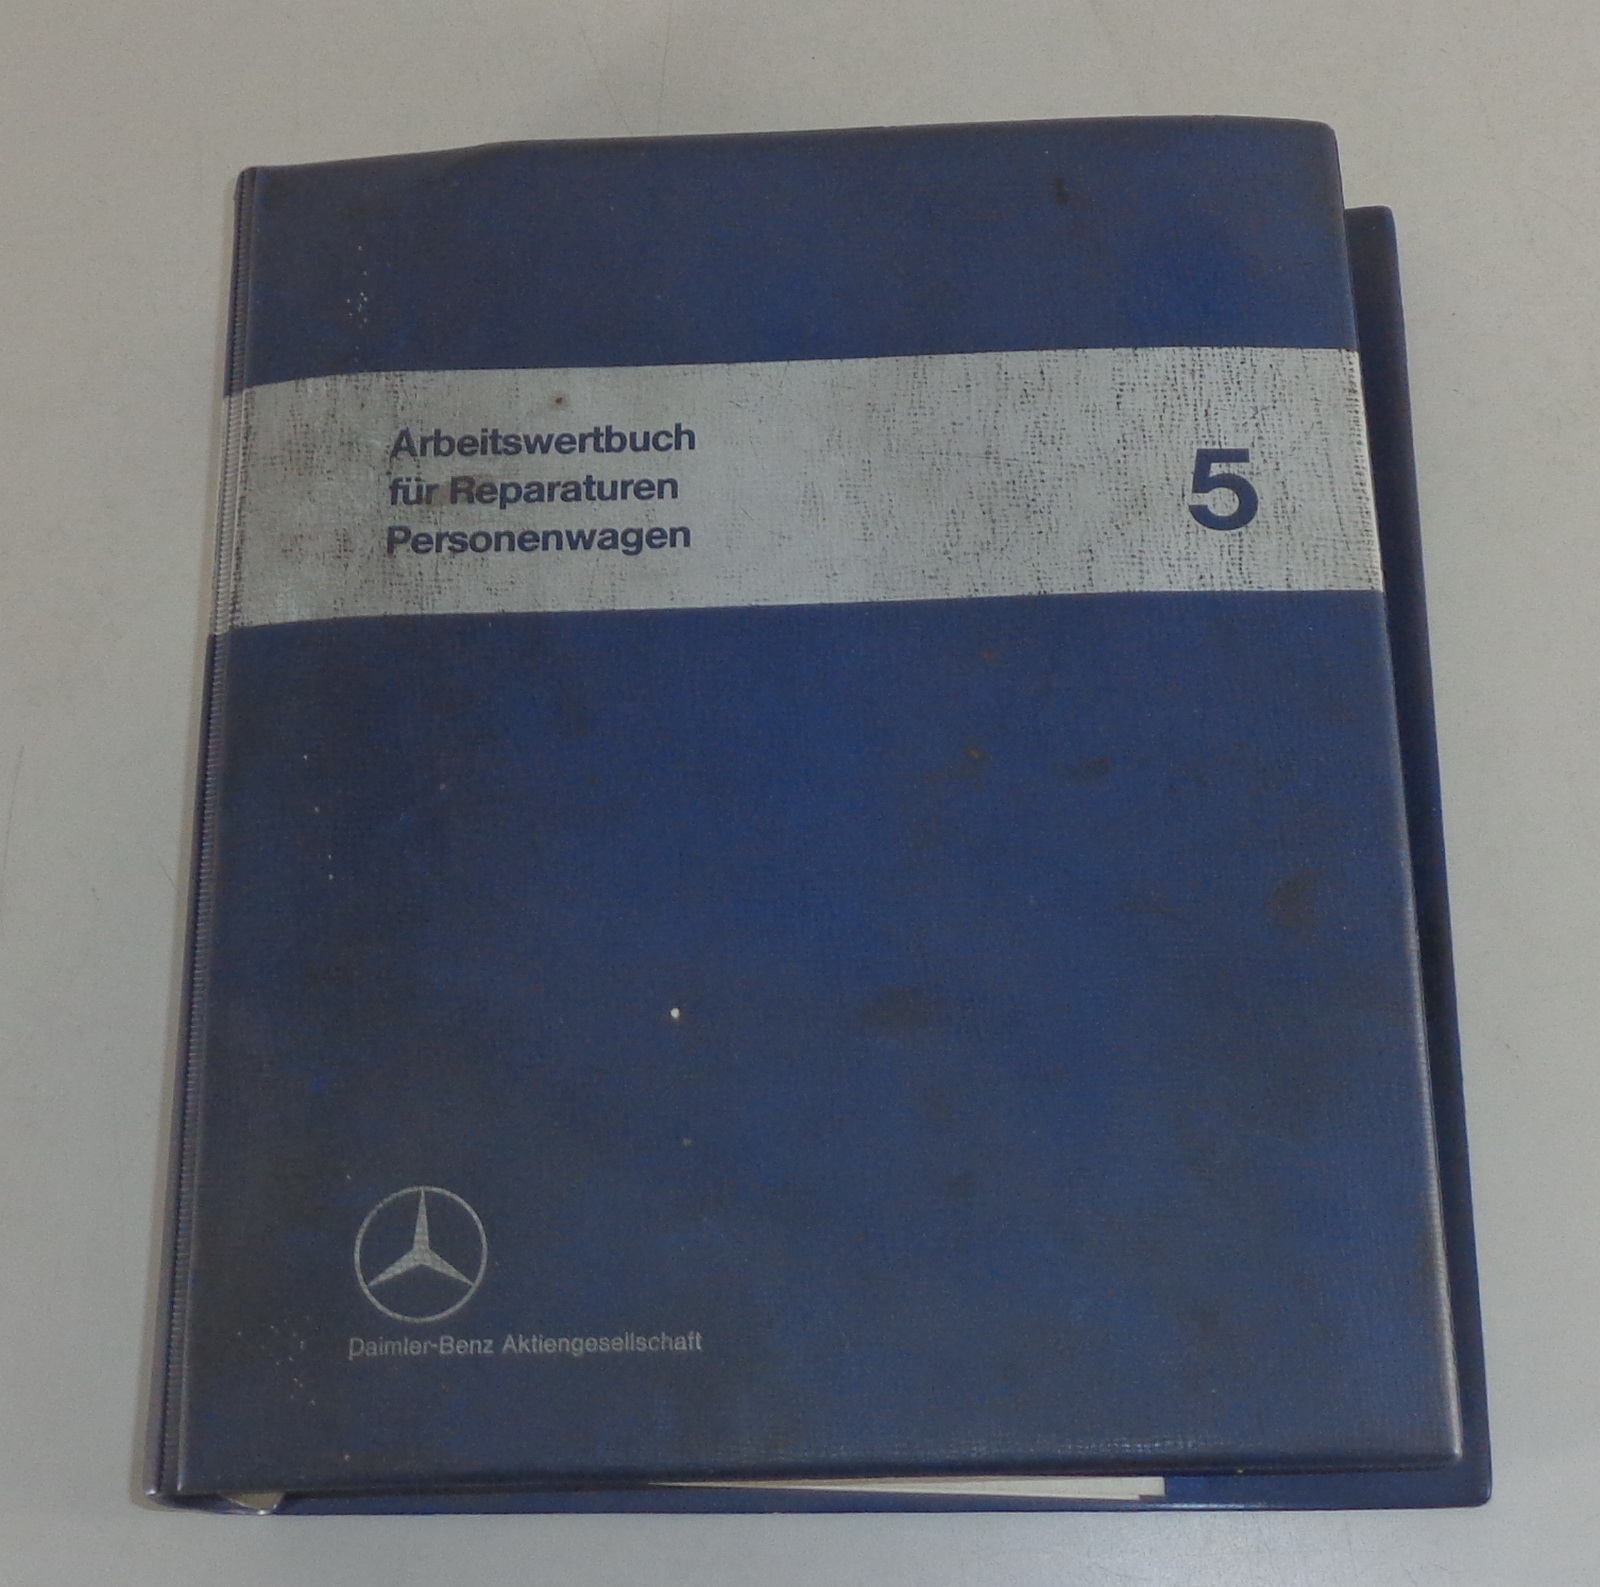 Arbeitswertbuch
für Reparaturen
Personenwagen
5
Daimler-Benz Aktiengesellschaft